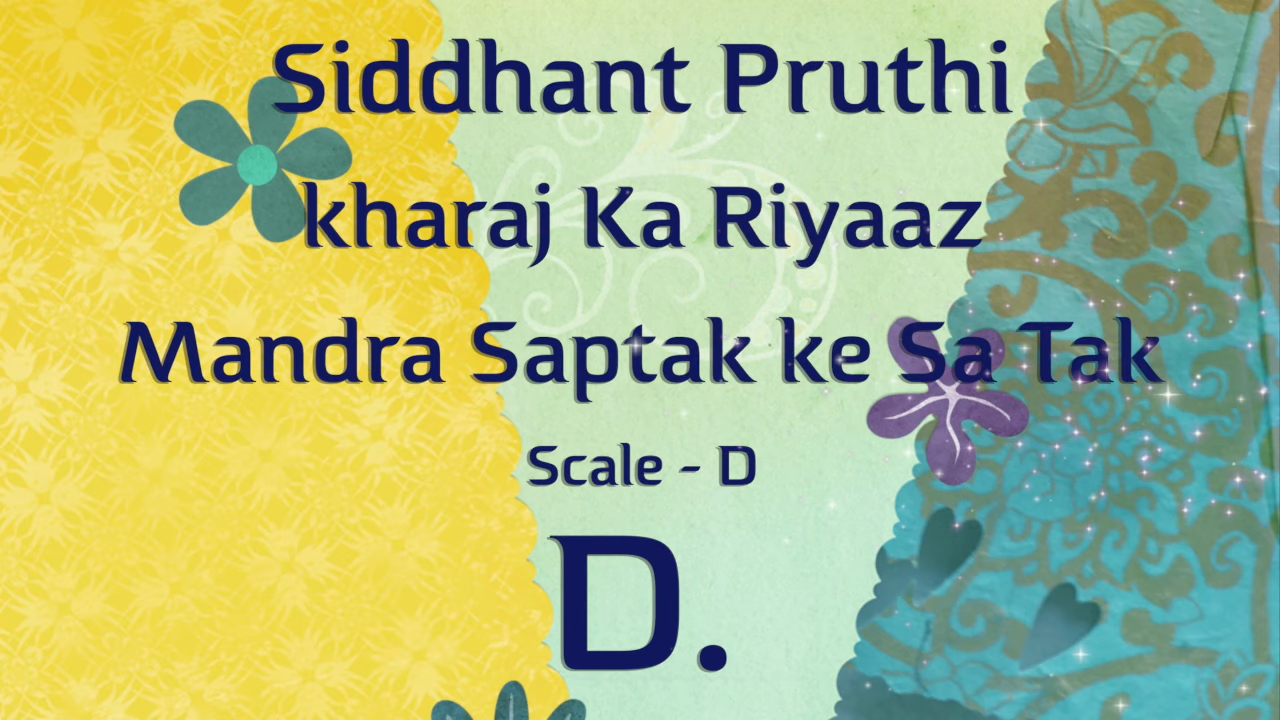 Siddhant Pruthi
kharaj Ka Riyaaz
Mandra Saptak ke Sa Tak
Scale - D
D.